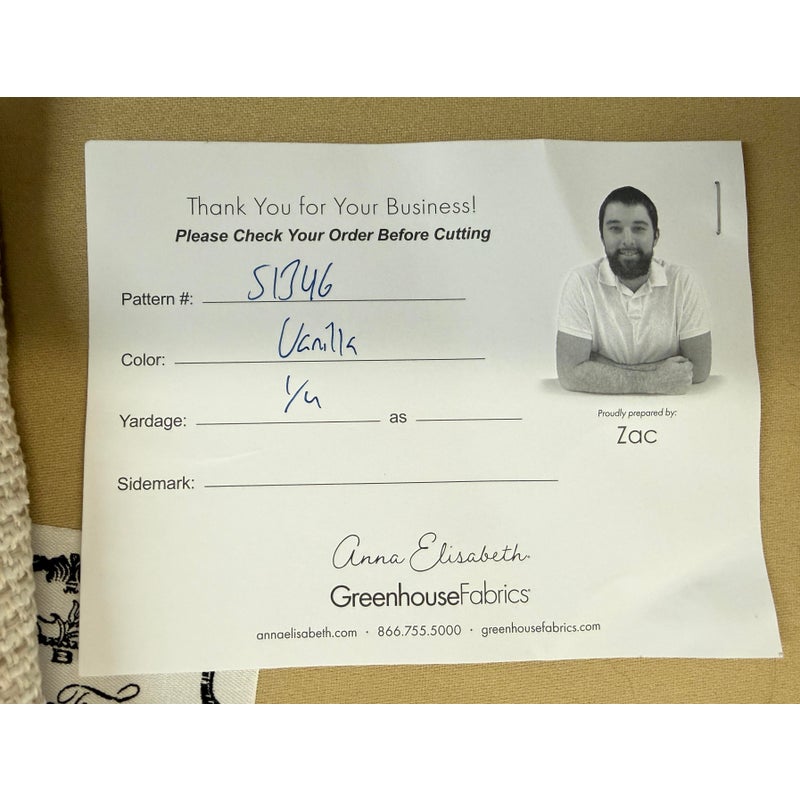 Thank You for Your Business!
Please Check Your Order Before Cutting
Pattern #: S1346
Color: Vanilla
Yardage: 1/4 as
Sidemark:
Proudly prepared by:
Zac
Anna Elisabeth
GreenhouseFabrics
annaelisabeth.com · 866.755.5000 · greenhousefabrics.com
B